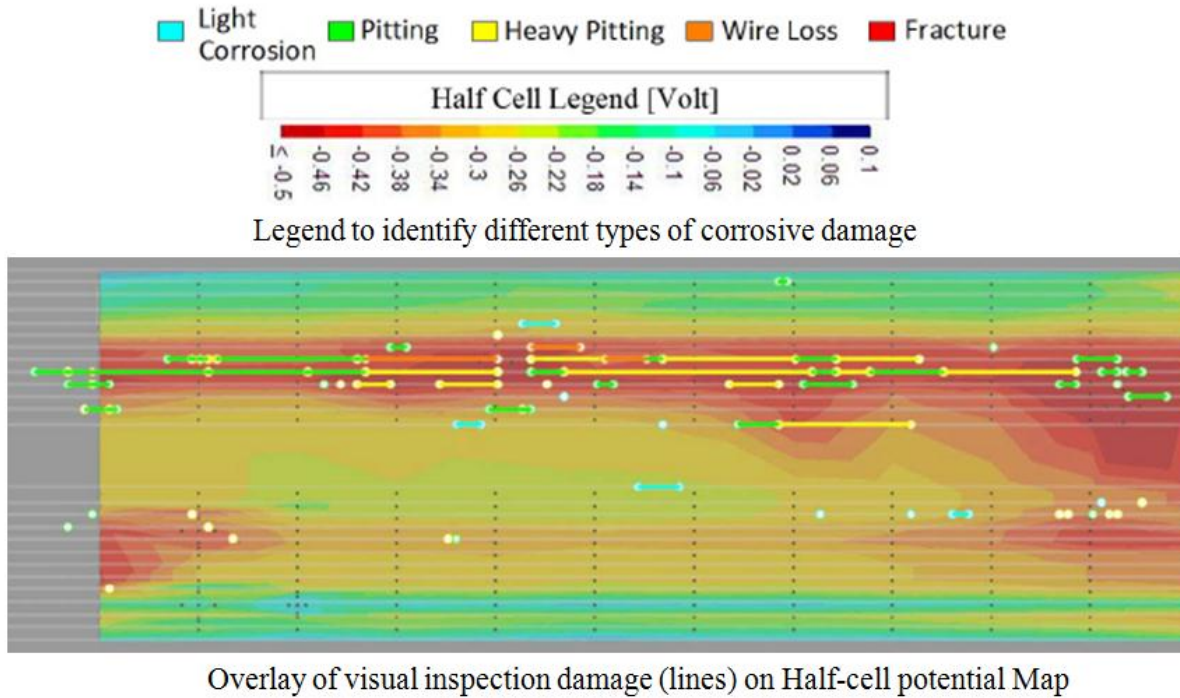 Light Corrosion Pitting Heavy Pitting Wire Loss Fracture
Half Cell Legend [Volt]
≤ -0.5 -0.46 -0.42 -0.38 -0.34 -0.3 -0.26 -0.22 -0.18 -0.14 -0.1 -0.06 -0.02 0.02 0.06 0.1
Legend to identify different types of corrosive damage
Overlay of visual inspection damage (lines) on Half-cell potential Map